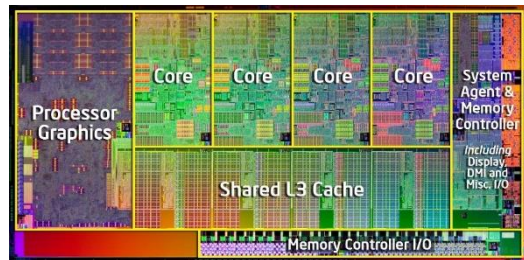 Processor
Graphics
Core
Core
Core
Core
System
Agent &
Memory
Controller
Including
Display,
DMI and
Misc. I/O
Shared L3 Cache
Memory Controller I/O